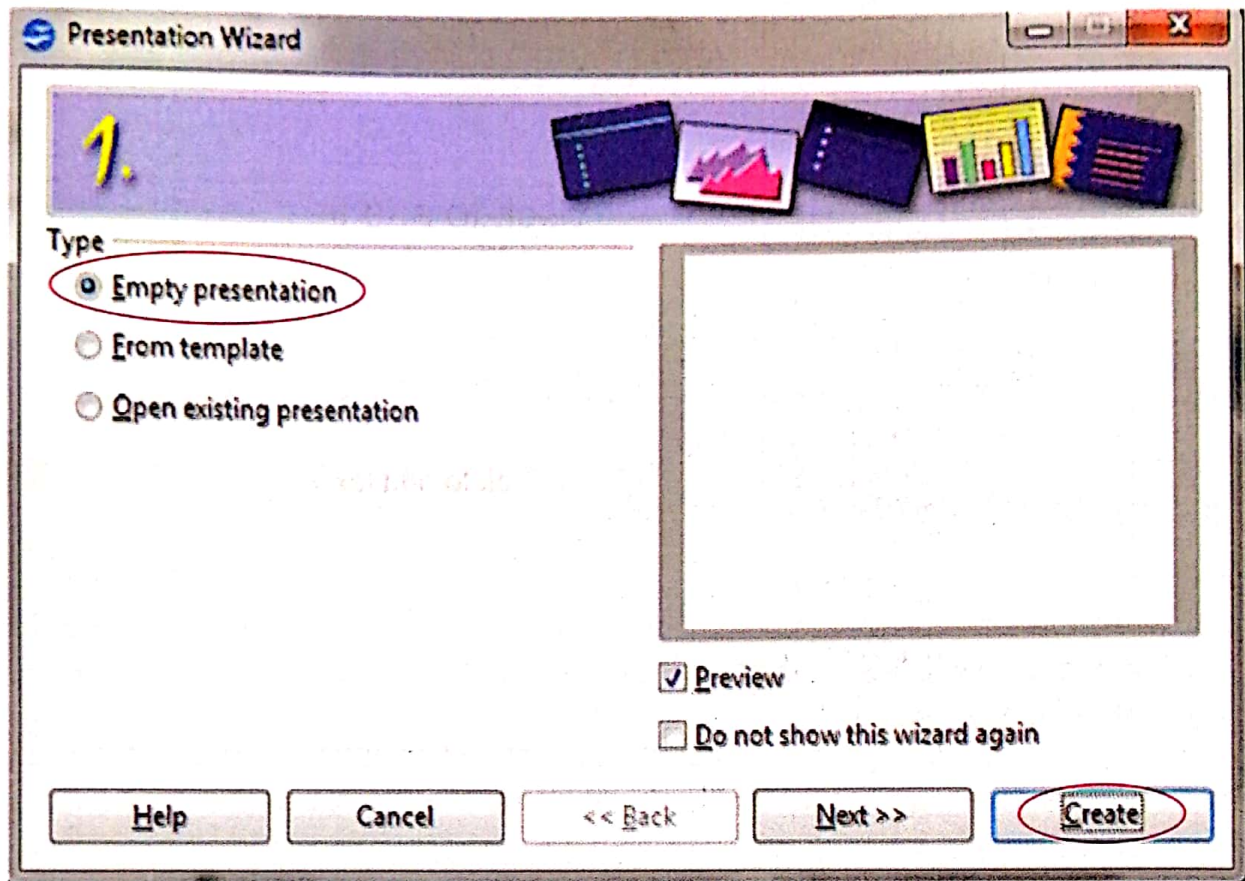 Presentation Wizard
1.
Type
Empty presentation
From template
Open existing presentation
Preview
Do not show this wizard again
Help
Cancel
<< Back
Next >>
Create